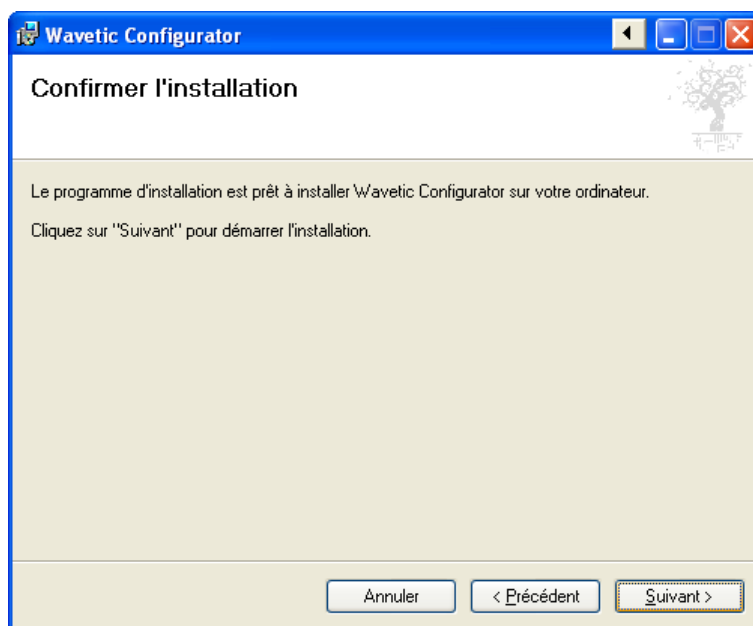 Wavetic Configurator
Confirmer l'installation
Le programme d'installation est prêt à installer Wavetic Configurator sur votre ordinateur.
Cliquez sur "Suivant" pour démarrer l'installation.
Annuler
< Précédent
Suivant >